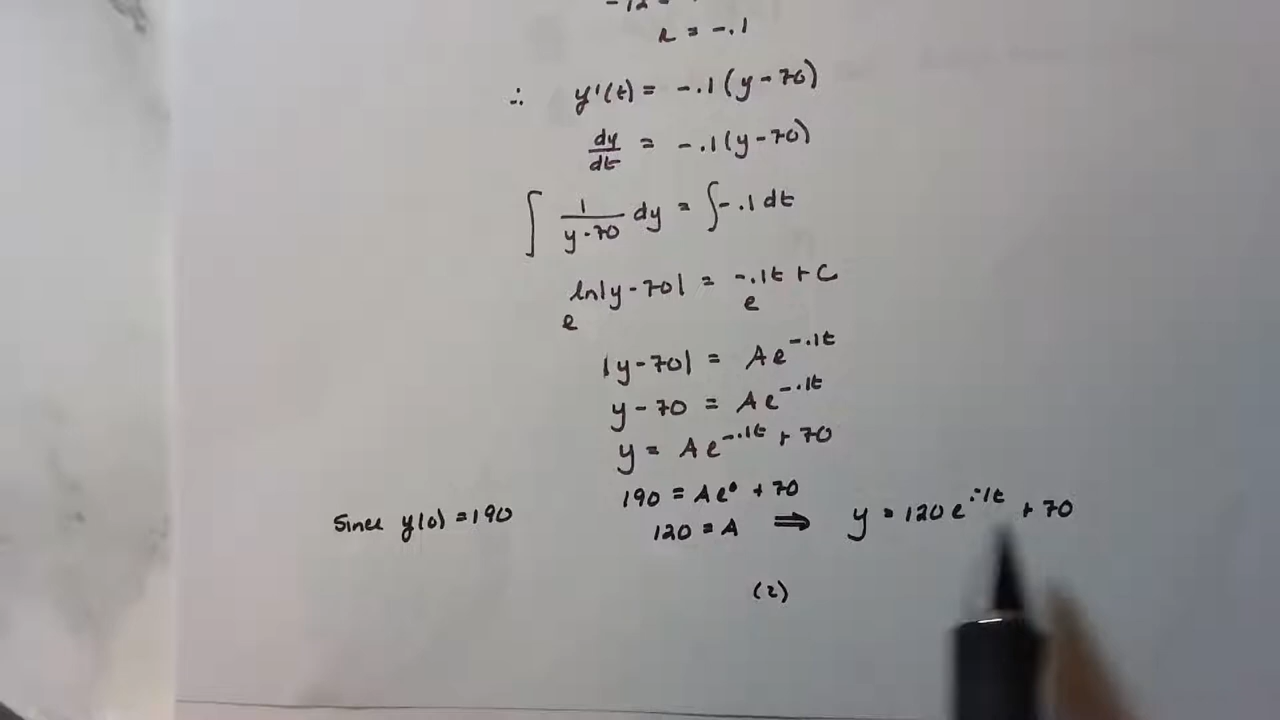 -12 =
k = -.1
∴ y'(t) = -.1(y-70)
dy/dt = -.1(y-70)
∫ 1/(y-70) dy = ∫-.1 dt
e^(ln|y-70|) = e^(-.1t + C)
|y-70| = Ae^(-.1t)
y-70 = Ae^(-.1t)
y = Ae^(-.1t) + 70
190 = Ae^0 + 70
Since y(0) = 190 120 = A ⟹ y = 120e^(-.1t) + 70
(2)